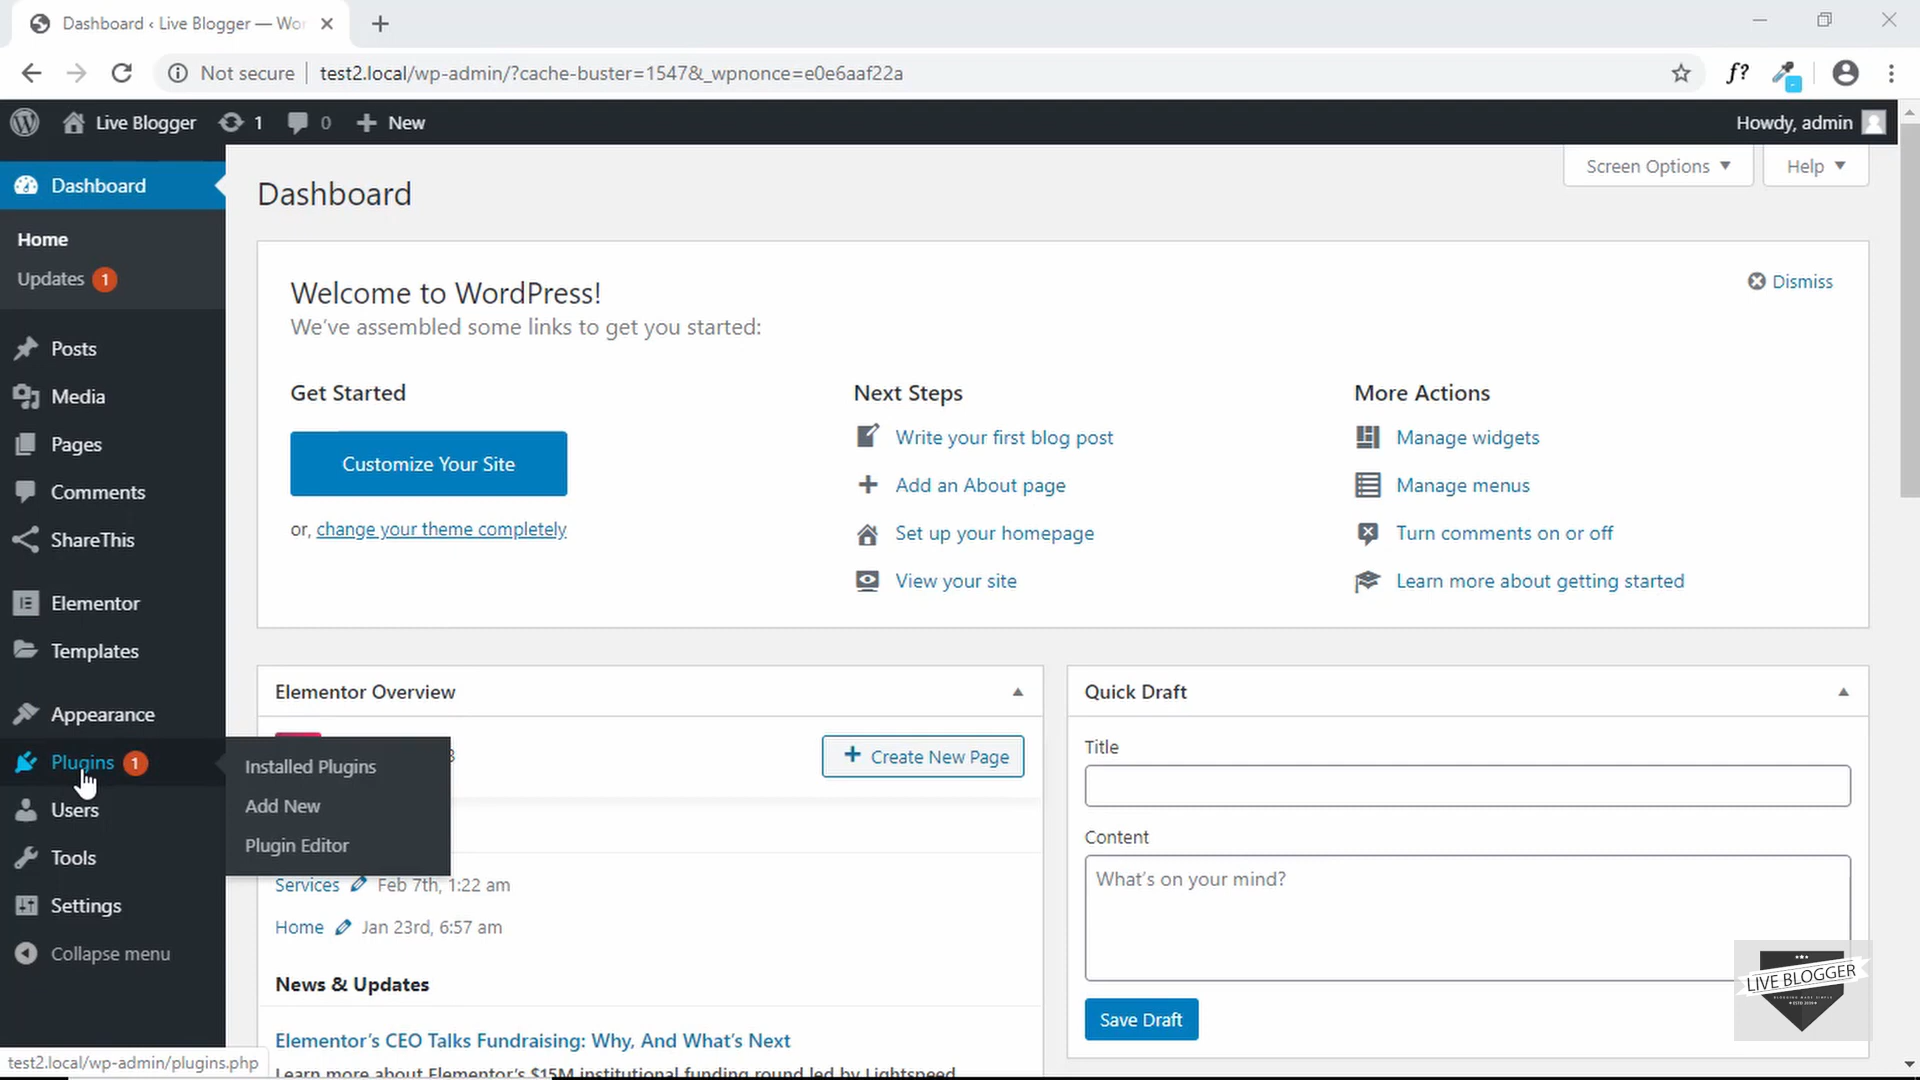 Dashboard ‹ Live Blogger — Wor
Not secure
test2.local/wp-admin/?cache-buster=1547&_wpnonce=e0e6aaf22a
f?
Live Blogger
1
0
New
Howdy, admin
Screen Options
Help
Dashboard
Home
Updates 1
Posts
Media
Pages
Comments
ShareThis
Elementor
Templates
Appearance
Plugins 1
Users
Tools
Settings
Collapse menu
Installed Plugins
Add New
Plugin Editor
Dashboard
Welcome to WordPress!
We've assembled some links to get you started:
Dismiss
Get Started
Customize Your Site
or, change your theme completely
Next Steps
Write your first blog post
Add an About page
Set up your homepage
View your site
More Actions
Manage widgets
Manage menus
Turn comments on or off
Learn more about getting started
Elementor Overview
Create New Page
Services Feb 7th, 1:22 am
Home Jan 23rd, 6:57 am
News & Updates
Elementor's CEO Talks Fundraising: Why, And What's Next
Learn more about Elementor's $15M institutional funding round led by Lightspeed
Quick Draft
Title
Content
What's on your mind?
Save Draft
LIVE BLOGGER
test2.local/wp-admin/plugins.php